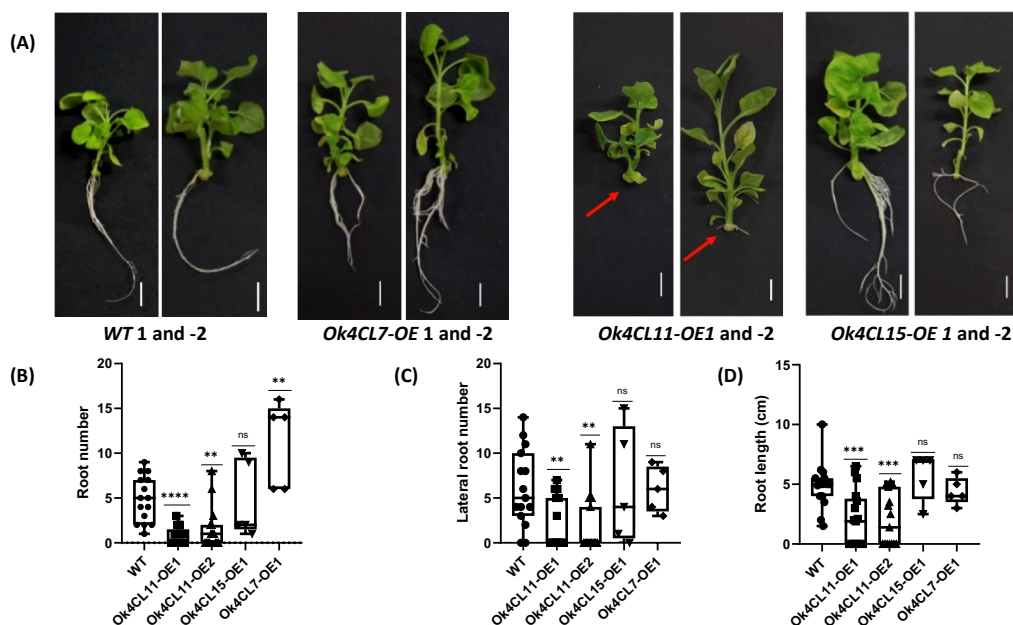 (A)
WT 1 and -2
Ok4CL7-OE 1 and -2
Ok4CL11-OE1 and -2
Ok4CL15-OE 1 and -2
(B)
Root number
20
15
10
5
0
****
**
ns
**
WT
Ok4CL11-OE1
Ok4CL11-OE2
Ok4CL15-OE1
Ok4CL7-OE1
(C)
Lateral root number
20
15
10
5
0
**
**
ns
ns
WT
Ok4CL11-OE1
Ok4CL11-OE2
Ok4CL15-OE1
Ok4CL7-OE1
(D)
Root length (cm)
15
10
5
0
***
***
ns
ns
WT
Ok4CL11-OE1
Ok4CL11-OE2
Ok4CL15-OE1
Ok4CL7-OE1